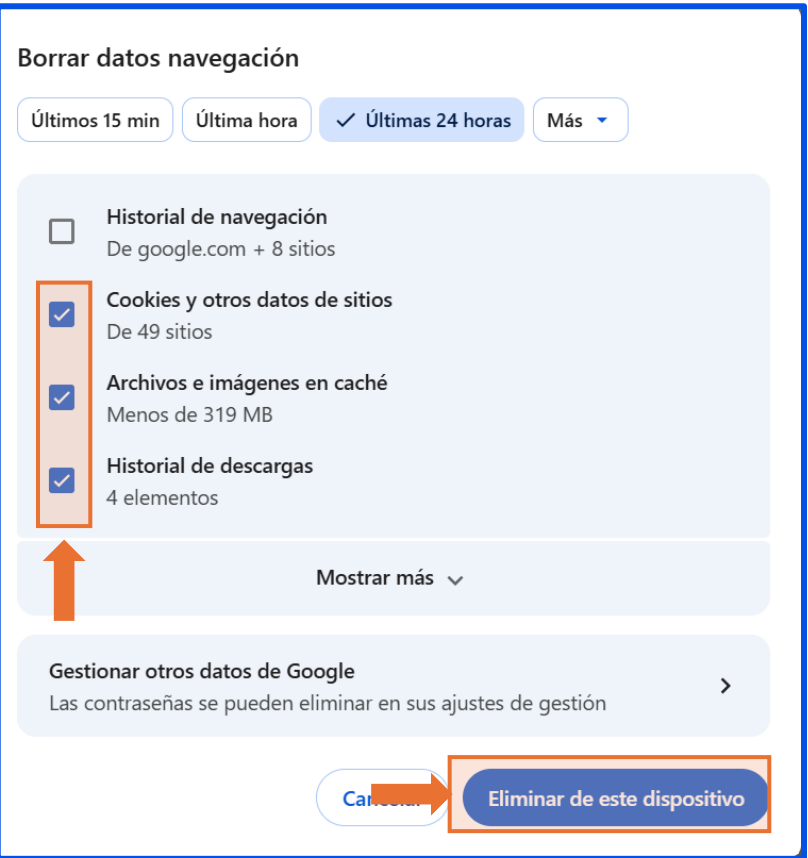 Borrar datos navegación
Últimos 15 min
Última hora
Últimas 24 horas
Más
Historial de navegación
De google.com + 8 sitios
Cookies y otros datos de sitios
De 49 sitios
Archivos e imágenes en caché
Menos de 319 MB
Historial de descargas
4 elementos
Mostrar más
Gestionar otros datos de Google
Las contraseñas se pueden eliminar en sus ajustes de gestión
Eliminar de este dispositivo